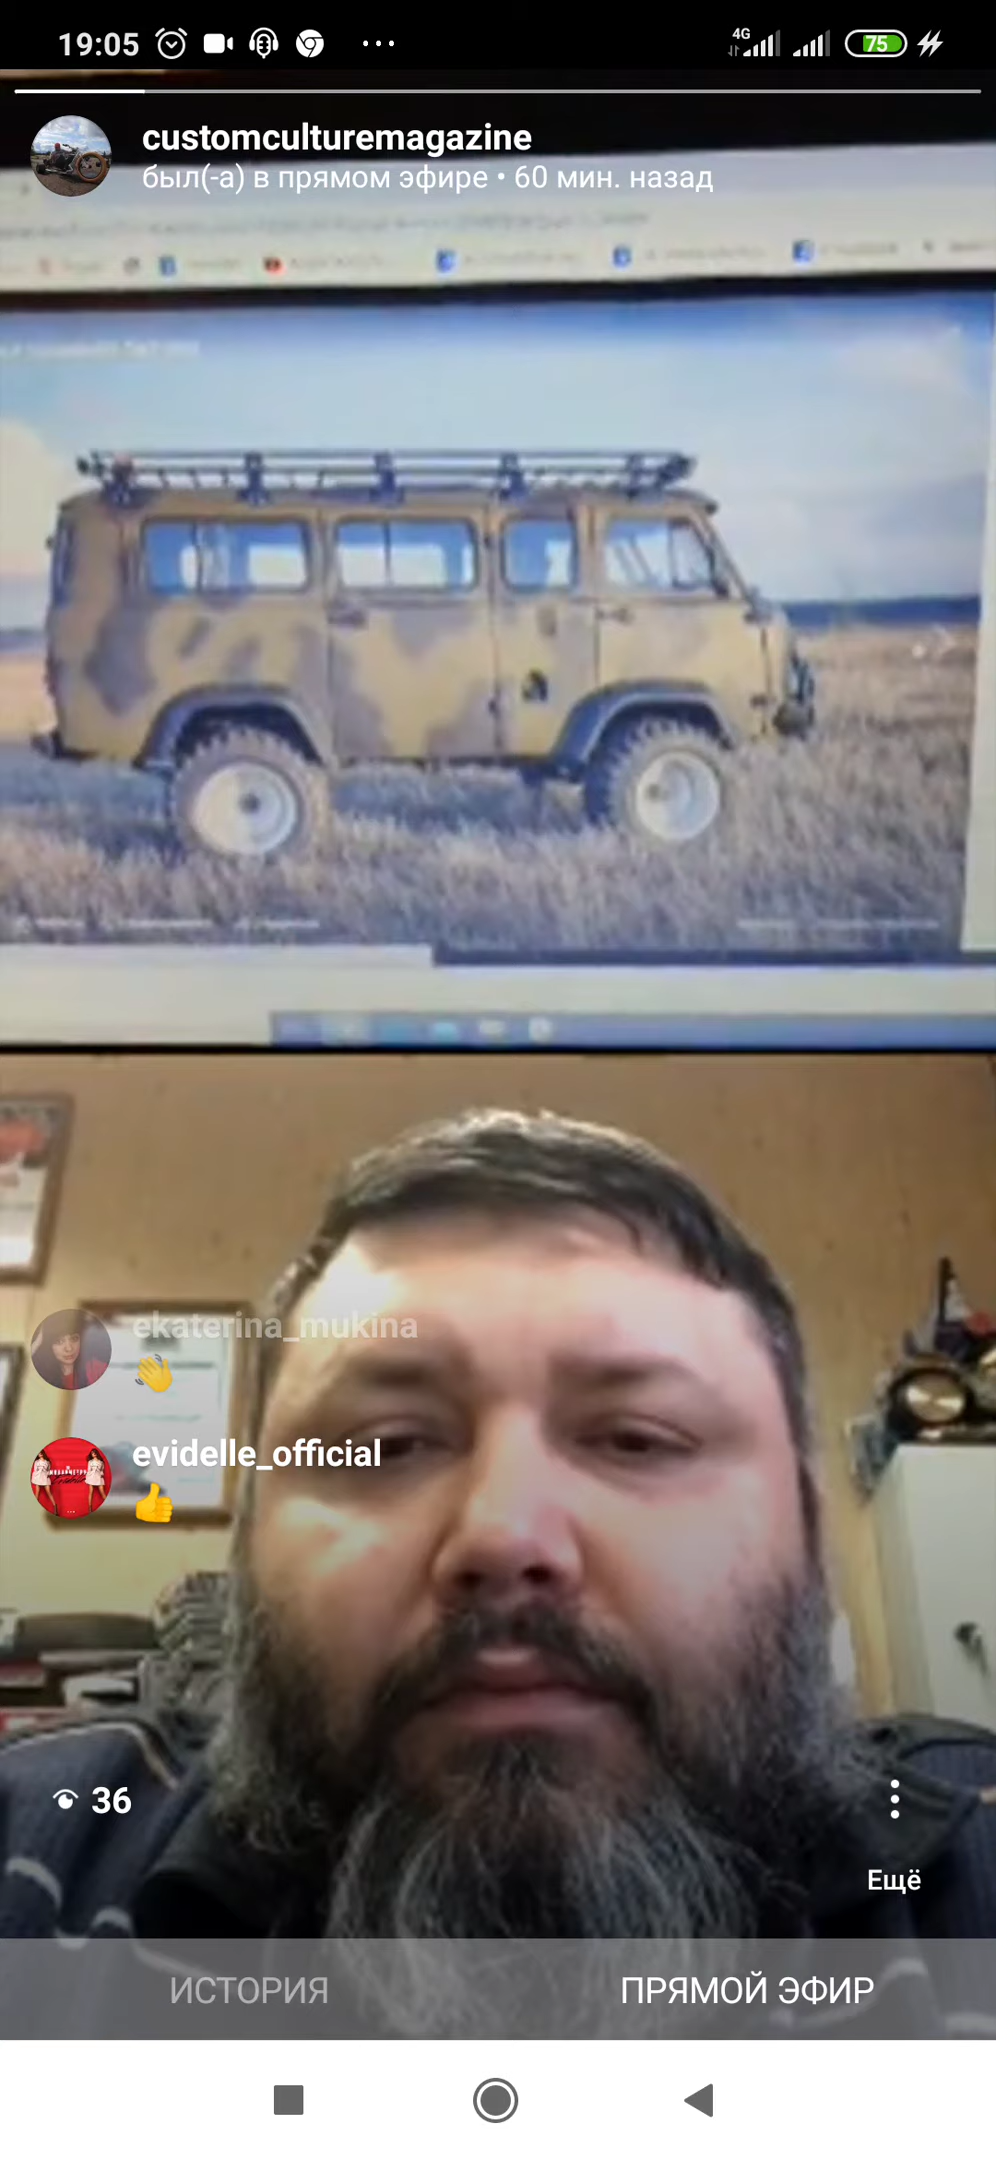 19:05
4G
75
customculturemagazine
был(-а) в прямом эфире • 60 мин. назад
ekaterina_mukina
👋
evidelle_official
👍
36
Ещё
ИСТОРИЯ
ПРЯМОЙ ЭФИР